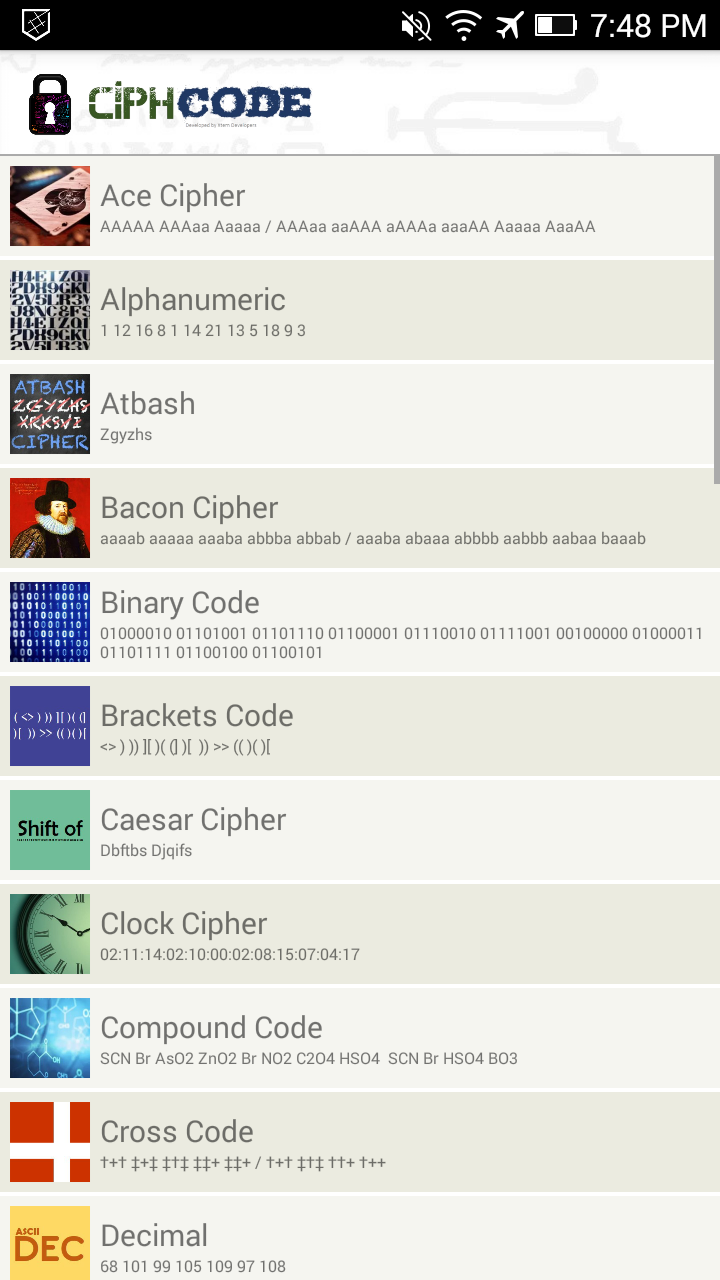 7:48 PM
CiPHCODE
Developed by Xtern Developers
Ace Cipher
AAAAA AAAaa Aaaaa / AAAaa aaAAA aAAAa aaaAA Aaaaa AaaAA
Alphanumeric
1 12 16 8 1 14 21 13 5 18 9 3
ATBASH
ZGYZHS
XRKSVI
CIPHER
Atbash
Zgyzhs
Bacon Cipher
aaaab aaaaa aaaba abbba abbab / aaaba abaaa abbbb aabbb aabaa baaab
Binary Code
01000010 01101001 01101110 01100001 01110010 01111001 00100000 01000011
01101111 01100100 01100101
( <> ) )) ][ )( (]
)[ )) >> (( )( )[
Brackets Code
<> ) )) ][ )( (] )[ )) >> (( )( )[
Shift of
Caesar Cipher
Dbftbs Djqifs
Clock Cipher
02:11:14:02:10:00:02:08:15:07:04:17
Compound Code
SCN Br AsO2 ZnO2 Br NO2 C2O4 HSO4 SCN Br HSO4 BO3
Cross Code
†+† ‡+‡ ‡†‡ ‡‡+ ‡‡+ / †+† ‡†‡ ††+ †++
ASCII
DEC
Decimal
68 101 99 105 109 97 108